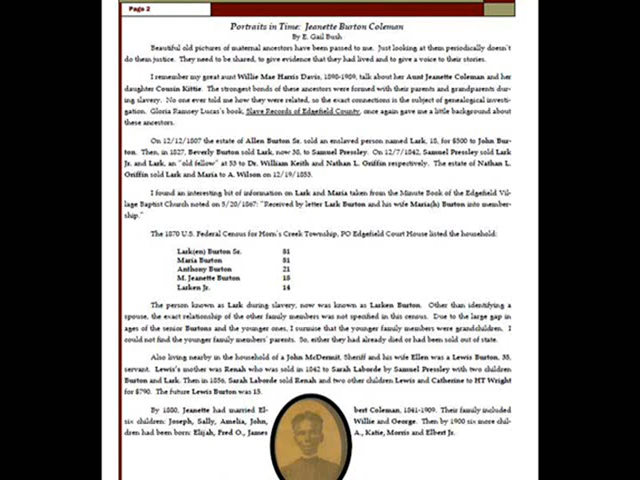 Page 2
Portraits in Time: Jeanette Burton Coleman
By E. Gail Bush
Beautiful old pictures of maternal ancestors have been passed to me. Just looking at them periodically doesn't
do them justice. They need to be shared, to give evidence that they had lived and to give a voice to their stories.
I remember my great aunt Willie Mae Harris Davis, 1898-1989, talk about her Aunt Jeanette Coleman and her
daughter Cousin Kittie. The strongest bonds of these ancestors were formed with their parents and grandparents dur-
ing slavery. No one ever told me how they were related, so the exact connections is the subject of genealogical investi-
gation. Gloria Ramsey Lucas's book, Slave Records of Edgefield County, once again gave me a little background about
these ancestors.
On 12/12/1807 the estate of Allen Burton Sr. sold an enslaved person named Lark, 18, for $500 to John Bur-
ton. Then, in 1827, Beverly Burton sold Lark, now 38, to Samuel Pressley. On 12/7/1842, Samuel Pressley sold Lark
Jr. and Lark, an "old fellow" at 53 to Dr. William Keith and Nathan L. Griffin respectively. The estate of Nathan L.
Griffin sold Lark and Maria to A. Wilson on 12/19/1853.
I found an interesting bit of information on Lark and Maria taken from the Minute Book of the Edgefield Vil-
lage Baptist Church noted on 5/20/1867: "Received by letter Lark Burton and his wife Maria(h) Burton into member-
ship."
The 1870 U.S. Federal Census for Horn's Creek Township, PO Edgefield Court House listed the household:
Lark(en) Burton Sr. 81
Maria Burton 81
Anthony Burton 21
M. Jeanette Burton 18
Larken Jr. 14
The person known as Lark during slavery, now was known as Larken Burton. Other than identifying a
spouse, the exact relationship of the other family members was not specified in this census. Due to the large gap in
ages of the senior Burtons and the younger ones, I surmise that the younger family members were grandchildren. I
could not find the younger family members' parents. So, either they had already died or had been sold out of state.
Also living nearby in the household of a John McDermit, Sheriff and his wife Ellen was a Lewis Burton, 33,
servant. Lewis's mother was Renah who was sold in 1842 to Sarah Laborde by Samuel Pressley with two children
Burton and Lark. Then in 1856, Sarah Laborde sold Renah and two other children Lewis and Catherine to HT Wright
for $790. The future Lewis Burton was 15.
By 1880, Jeanette had married El- bert Coleman, 1841-1909. Their family included
six children: Joseph, Sally, Amelia, John, Willie and George. Then by 1900 six more chil-
dren had been born: Elijah, Fred O., James A., Katie, Morris and Elbert Jr.